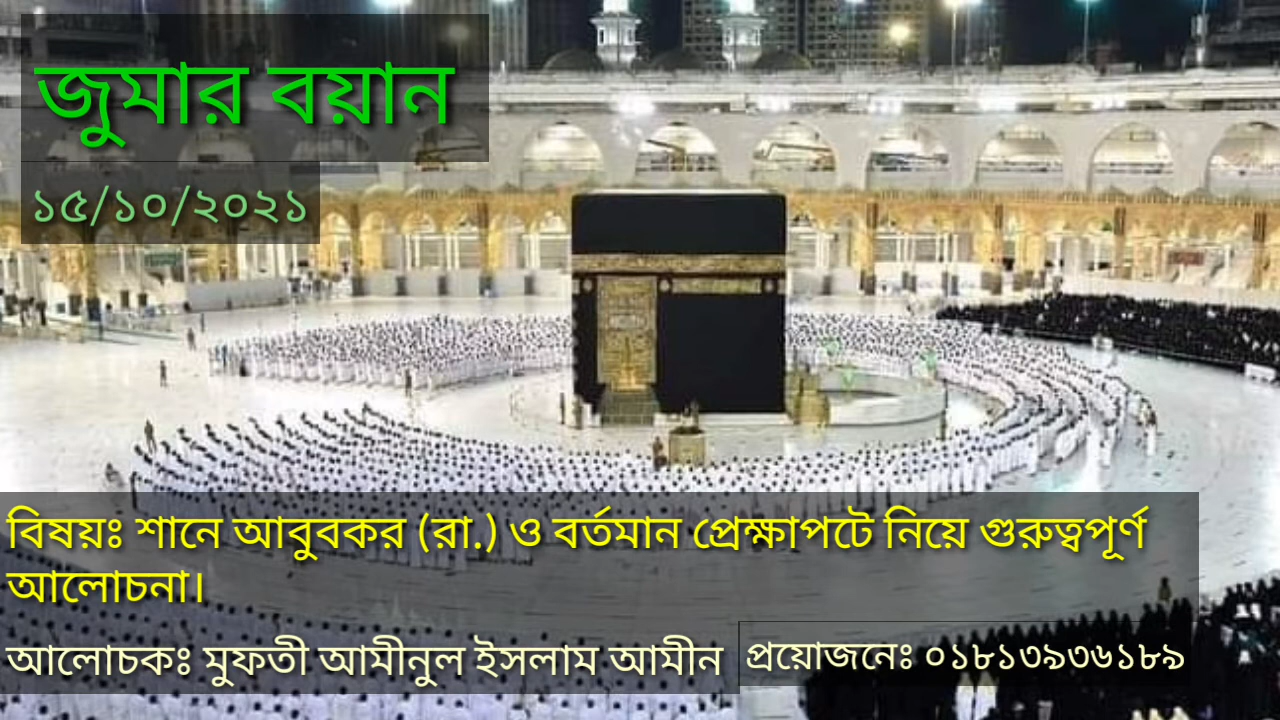 জুমার বয়ান
১৫/১০/২০২১
বিষয়ঃ শানে আবুবকর (রা.) ও বর্তমান প্রেক্ষাপটে নিয়ে গুরুত্বপূর্ণ
আলোচনা।
আলোচকঃ মুফতী আমীনুল ইসলাম আমীন
প্রয়োজনেঃ ০১৮১৩৯৩৬১৮৯